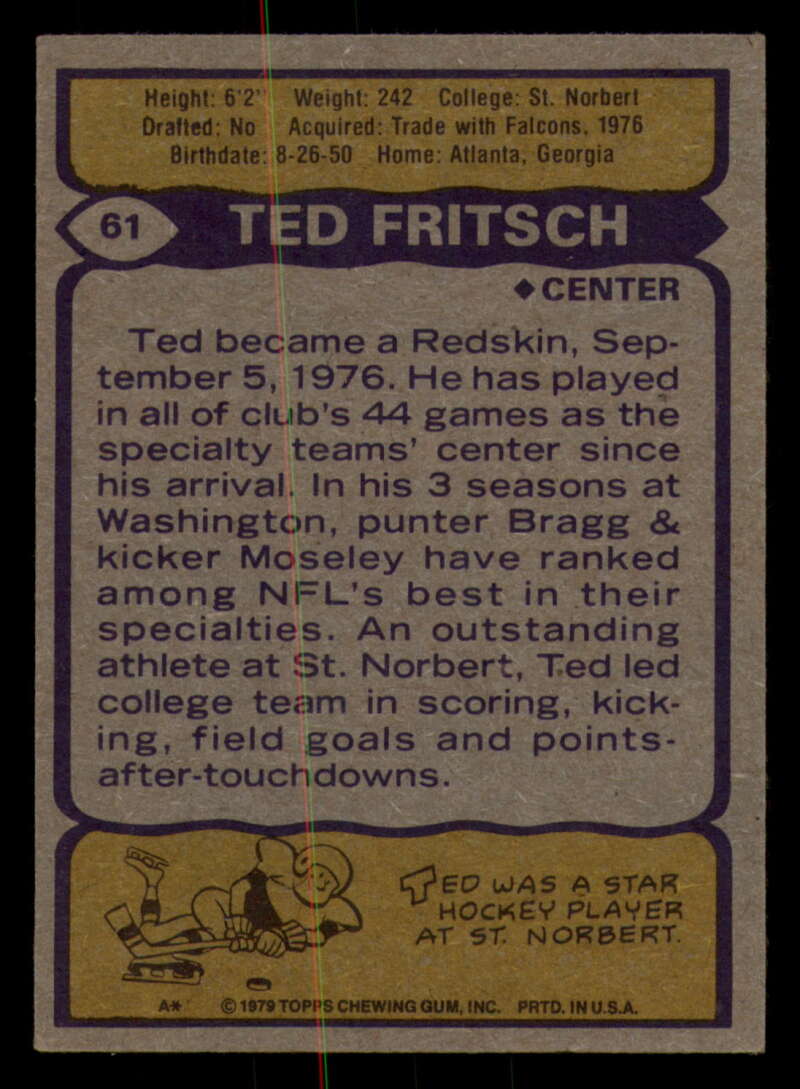 Height: 6'2" Weight: 242 College: St. Norbert
Drafted: No Acquired: Trade with Falcons, 1976
Birthdate: 8-26-50 Home: Atlanta, Georgia
61 TED FRITSCH
◆CENTER
Ted became a Redskin, Sep-
tember 5, 1976. He has played
in all of club's 44 games as the
specialty teams' center since
his arrival. In his 3 seasons at
Washington, punter Bragg &
kicker Moseley have ranked
among NFL's best in their
specialties. An outstanding
athlete at St. Norbert, Ted led
college team in scoring, kick-
ing, field goals and points-
after-touchdowns.
TED WAS A STAR
HOCKEY PLAYER
AT ST. NORBERT.
A* © 1979 TOPPS CHEWING GUM, INC. PRTD. IN U.S.A.